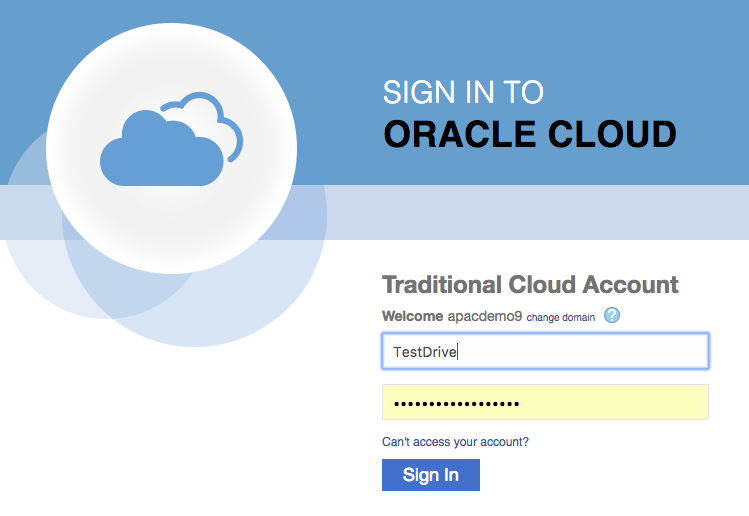 SIGN IN TO
ORACLE CLOUD
Traditional Cloud Account
Welcome apacdemo9 change domain ?
TestDrive
••••••••••••••••••
Can't access your account?
Sign In